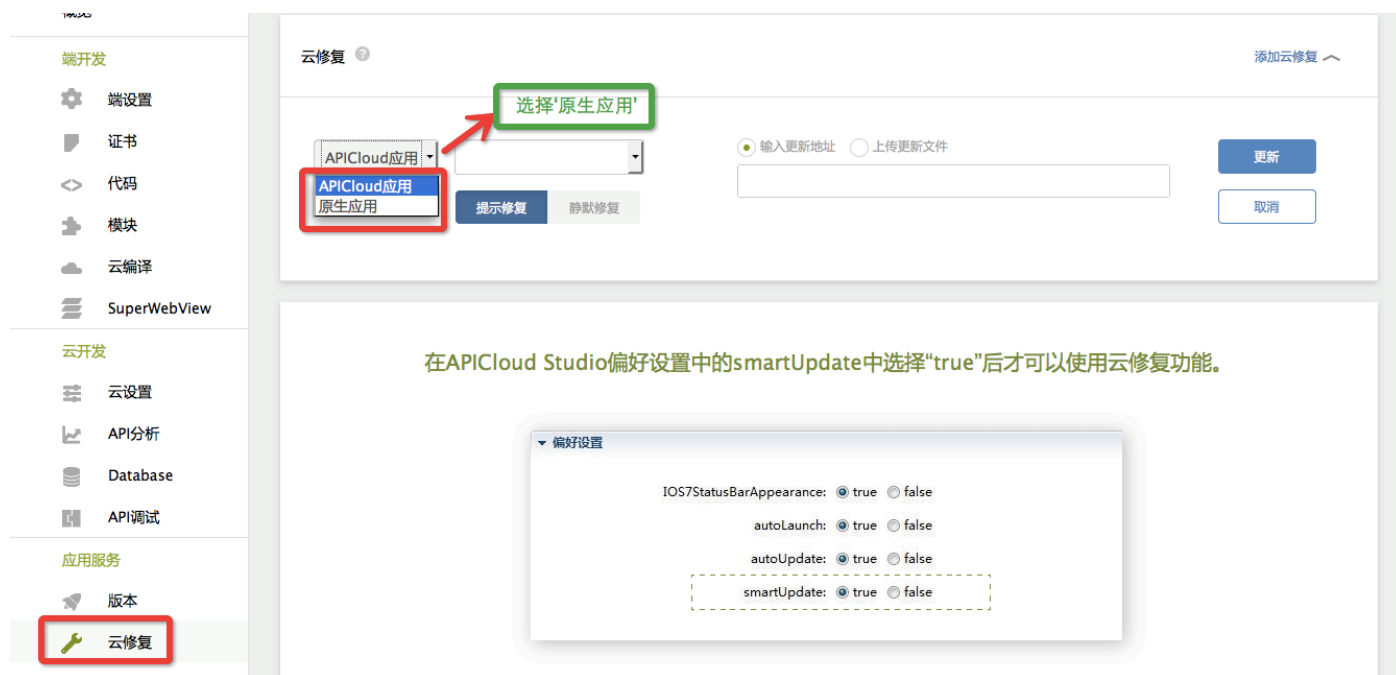 概览
端开发
端设置
证书
代码
模块
云编译
SuperWebView
云开发
云设置
API分析
Database
API调试
应用服务
版本
云修复
云修复 ?
添加云修复
选择‘原生应用’
APICloud应用
APICloud应用
原生应用
提示修复 静默修复
输入更新地址 上传更新文件
更新
取消
在APICloud Studio偏好设置中的smartUpdate中选择“true”后才可以使用云修复功能。
偏好设置
IOS7StatusBarAppearance: true false
autoLaunch: true false
autoUpdate: true false
smartUpdate: true false